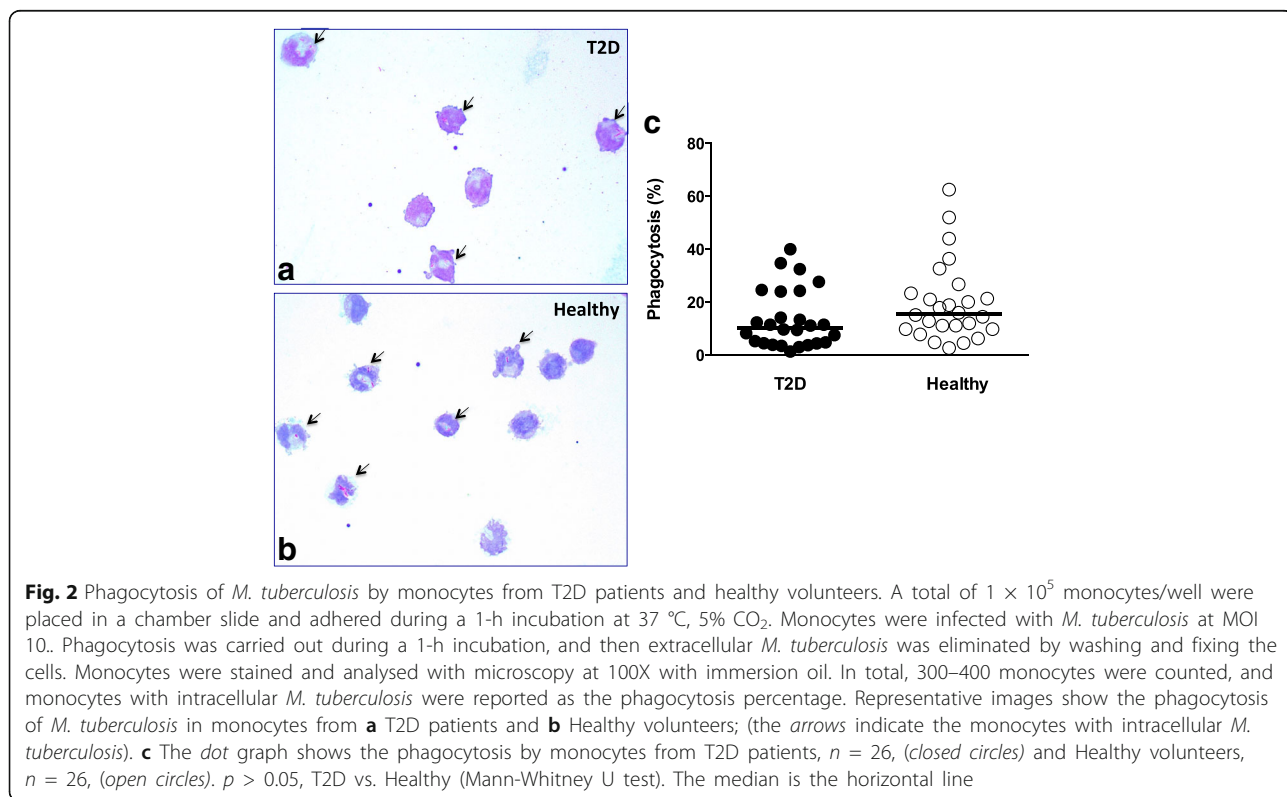 T2D
a
Healthy
b
c
Phagocytosis (%)
80
60
40
20
0
T2D
Healthy
Fig. 2 Phagocytosis of M. tuberculosis by monocytes from T2D patients and healthy volunteers. A total of 1 × 10⁵ monocytes/well were
placed in a chamber slide and adhered during a 1-h incubation at 37 °C, 5% CO₂. Monocytes were infected with M. tuberculosis at MOI
10.. Phagocytosis was carried out during a 1-h incubation, and then extracellular M. tuberculosis was eliminated by washing and fixing the
cells. Monocytes were stained and analysed with microscopy at 100X with immersion oil. In total, 300–400 monocytes were counted, and
monocytes with intracellular M. tuberculosis were reported as the phagocytosis percentage. Representative images show the phagocytosis
of M. tuberculosis in monocytes from a T2D patients and b Healthy volunteers; (the arrows indicate the monocytes with intracellular M.
tuberculosis). c The dot graph shows the phagocytosis by monocytes from T2D patients, n = 26, (closed circles) and Healthy volunteers,
n = 26, (open circles). p > 0.05, T2D vs. Healthy (Mann-Whitney U test). The median is the horizontal line